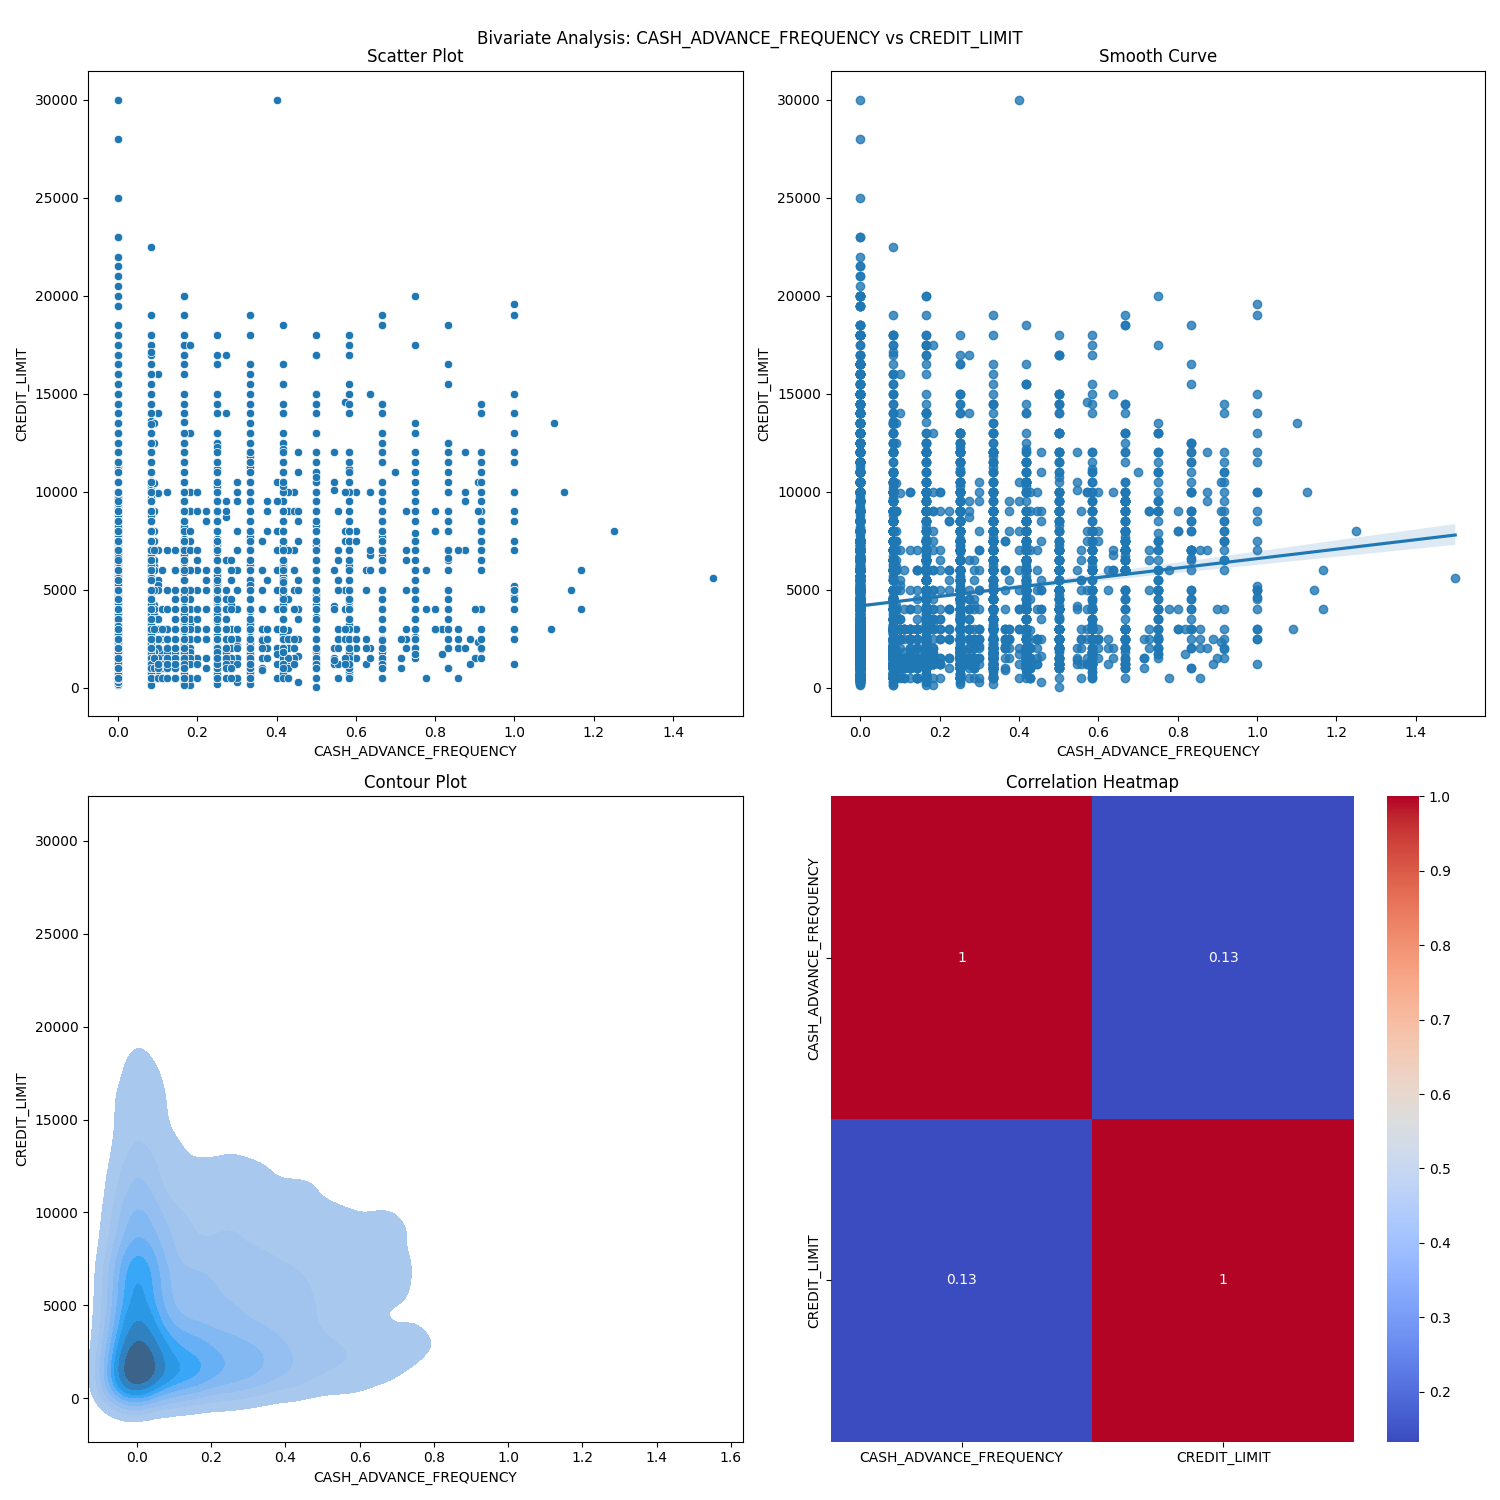 Bivariate Analysis: CASH_ADVANCE_FREQUENCY vs CREDIT_LIMIT
Scatter Plot
30000
25000
20000
15000
10000
5000
0
CREDIT_LIMIT
0.0 0.2 0.4 0.6 0.8 1.0 1.2 1.4
CASH_ADVANCE_FREQUENCY
Smooth Curve
30000
25000
20000
15000
10000
5000
0
CREDIT_LIMIT
0.0 0.2 0.4 0.6 0.8 1.0 1.2 1.4
CASH_ADVANCE_FREQUENCY
Contour Plot
30000
25000
20000
15000
10000
5000
0
CREDIT_LIMIT
0.0 0.2 0.4 0.6 0.8 1.0 1.2 1.4 1.6
CASH_ADVANCE_FREQUENCY
Correlation Heatmap
CASH_ADVANCE_FREQUENCY
CREDIT_LIMIT
1 0.13
0.13 1
CASH_ADVANCE_FREQUENCY CREDIT_LIMIT
1.0
0.9
0.8
0.7
0.6
0.5
0.4
0.3
0.2